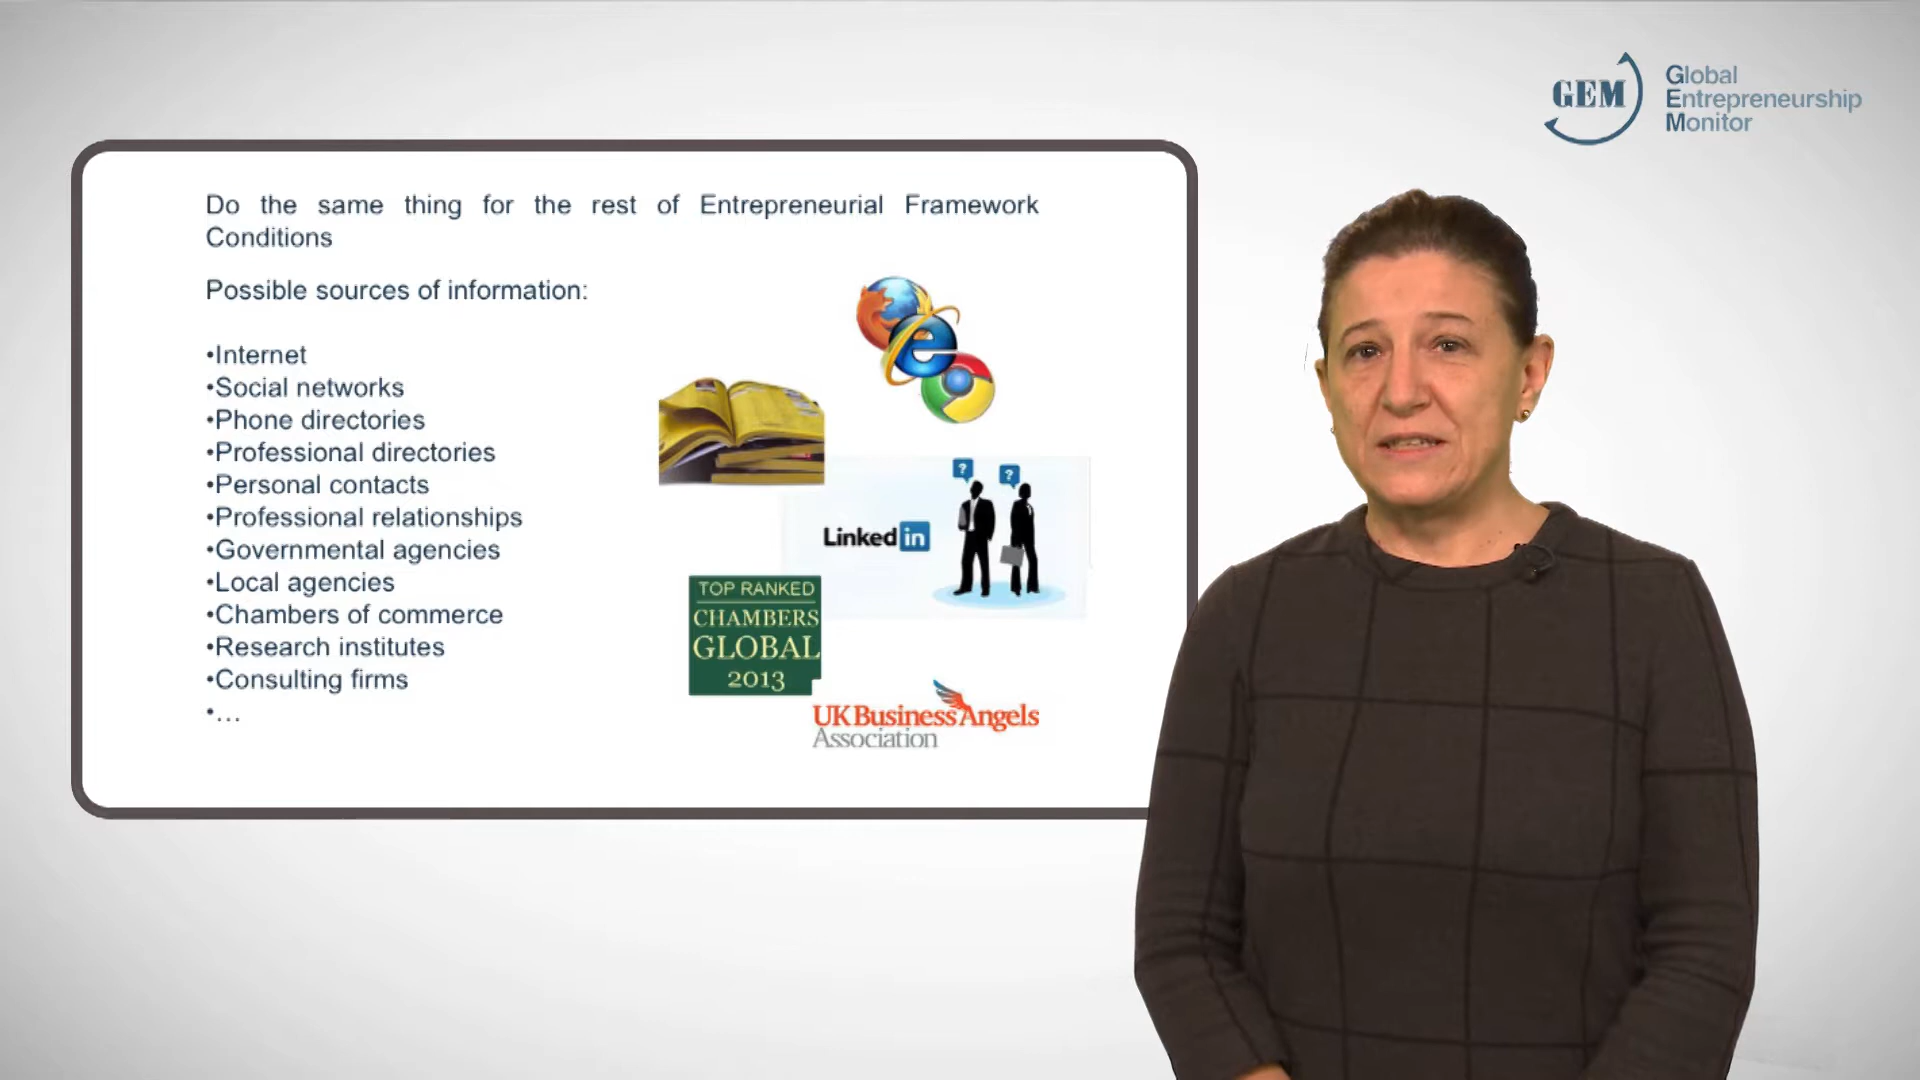 GEM
Global
Entrepreneurship
Monitor
Do the same thing for the rest of Entrepreneurial Framework
Conditions
Possible sources of information:
•Internet
•Social networks
•Phone directories
•Professional directories
•Personal contacts
•Professional relationships
•Governmental agencies
•Local agencies
•Chambers of commerce
•Research institutes
•Consulting firms
•...
? ?
Linked in
TOP RANKED
CHAMBERS
GLOBAL
2013
UK Business Angels
Association